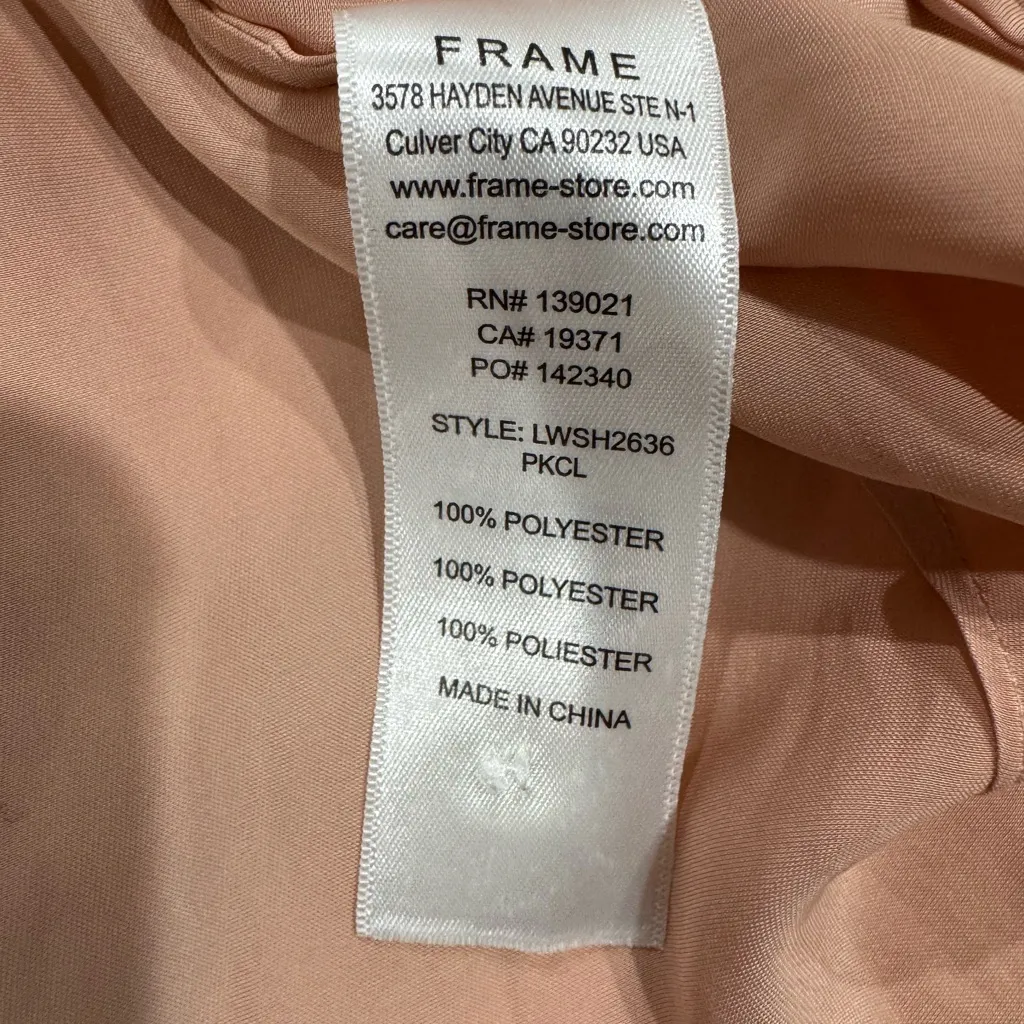 FRAME
3578 HAYDEN AVENUE STE N-1
Culver City CA 90232 USA
www.frame-store.com
care@frame-store.com
RN# 139021
CA# 19371
PO# 142340
STYLE: LWSH2636
PKCL
100% POLYESTER
100% POLYESTER
100% POLIESTER
MADE IN CHINA